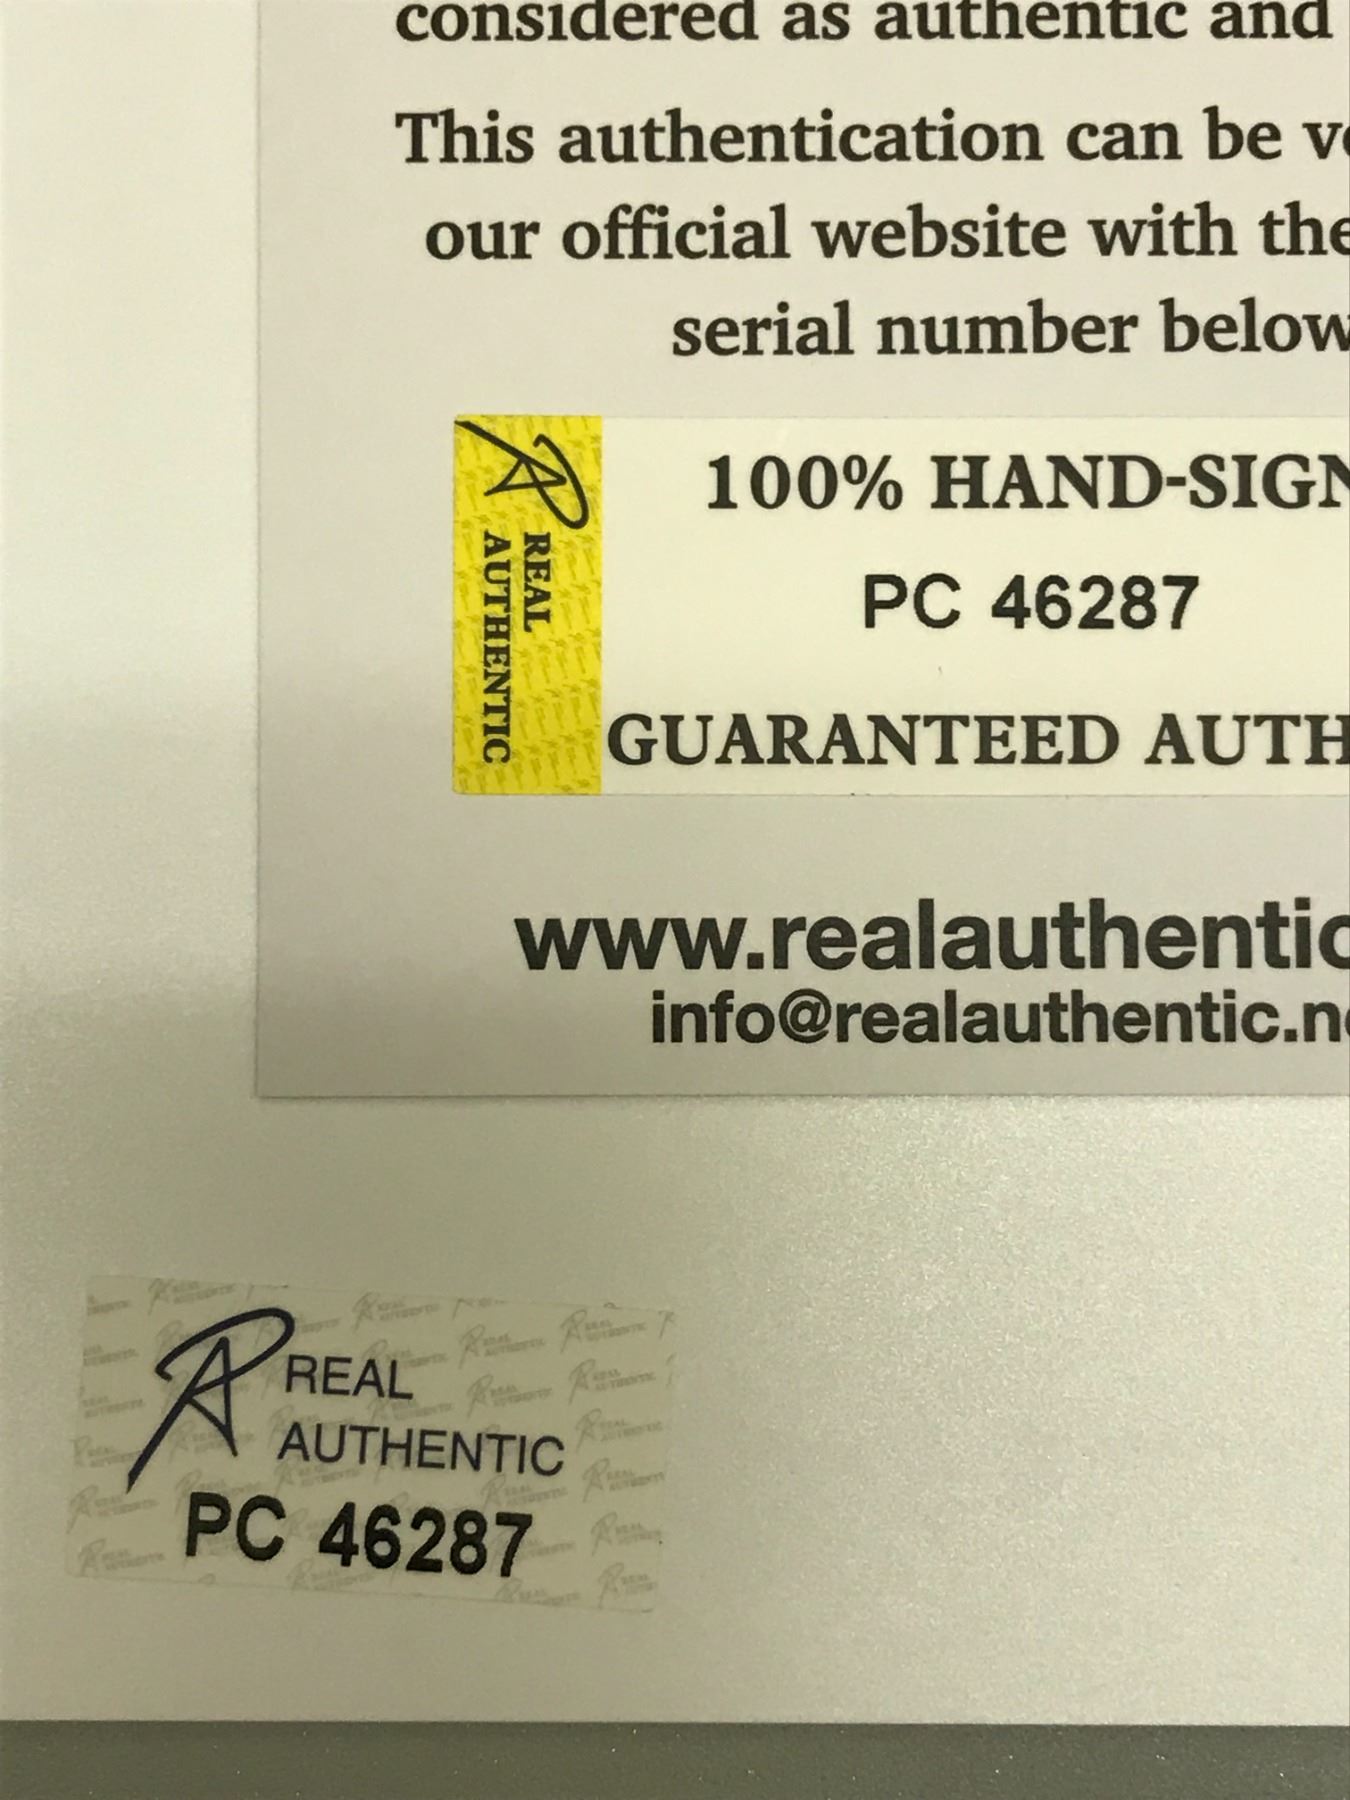 considered as authentic and
This authentication can be
our official website with the
serial number below
100% HAND-SIGN
REAL
AUTHENTIC
PC 46287
GUARANTEED AUTH
www.realauthentic
info@realauthentic.n
REAL
AUTHENTIC
PC 46287